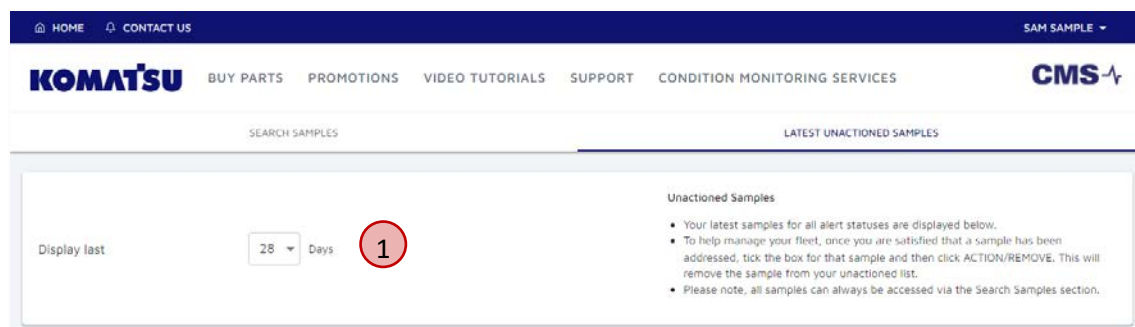 HOME CONTACT US SAM SAMPLE
KOMATSU BUY PARTS PROMOTIONS VIDEO TUTORIALS SUPPORT CONDITION MONITORING SERVICES CMS
SEARCH SAMPLES LATEST UNACTIONED SAMPLES
Display last 28 Days 1
Unactioned Samples
• Your latest samples for all alert statuses are displayed below.
• To help manage your fleet, once you are satisfied that a sample has been
addressed, tick the box for that sample and then click ACTION/REMOVE. This will
remove the sample from your unactioned list.
• Please note, all samples can always be accessed via the Search Samples section.